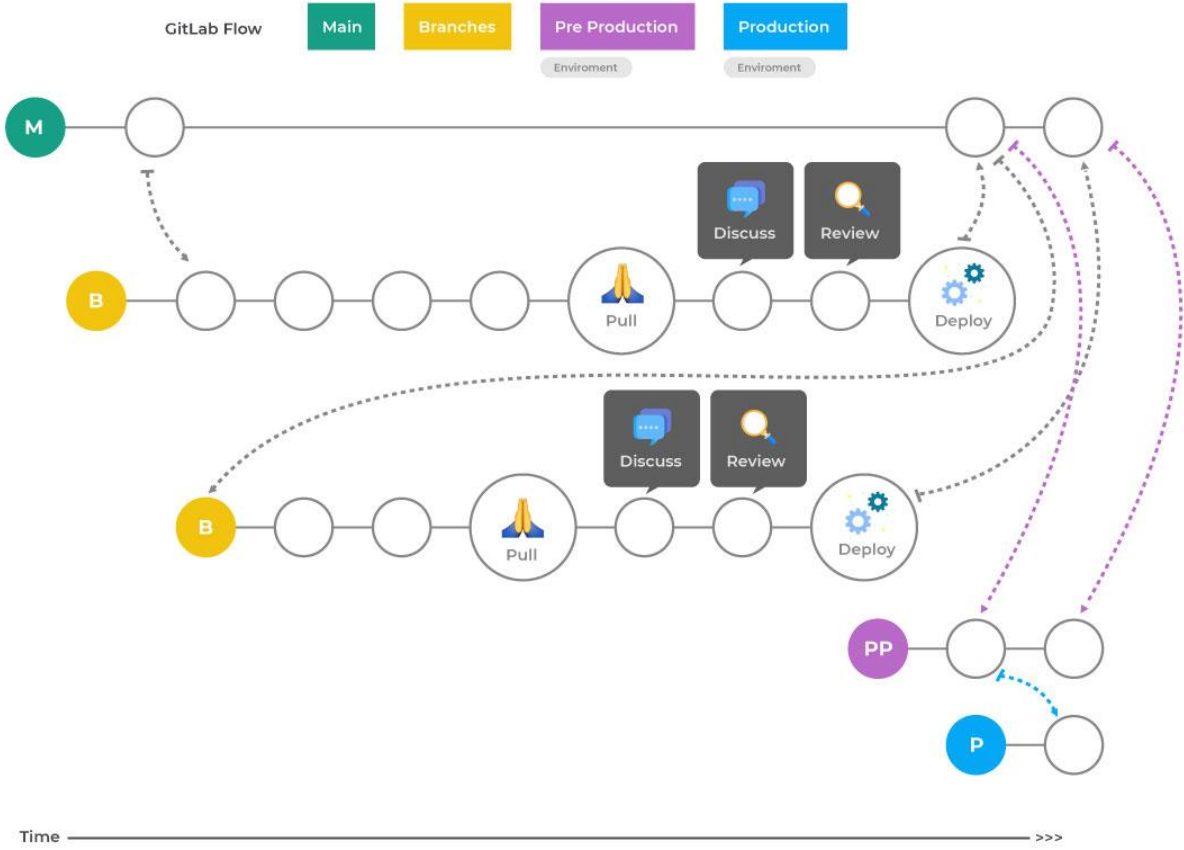 GitLab Flow
Main
Branches
Pre Production
Production
Enviroment
Enviroment
M
Discuss
Review
B
Pull
Deploy
Discuss
Review
B
Pull
Deploy
PP
P
Time
>>>